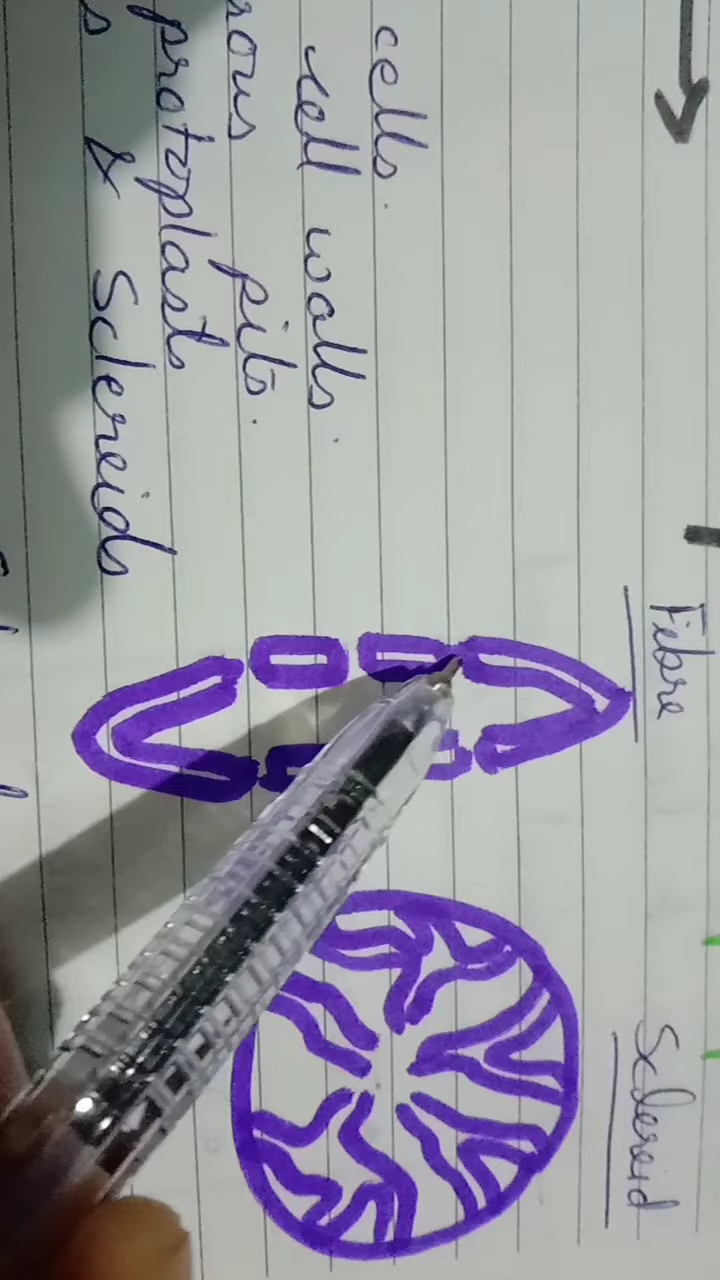 Fibre
Sclereid
cells.
cell walls.
pits.
protoplast
& Sclereids